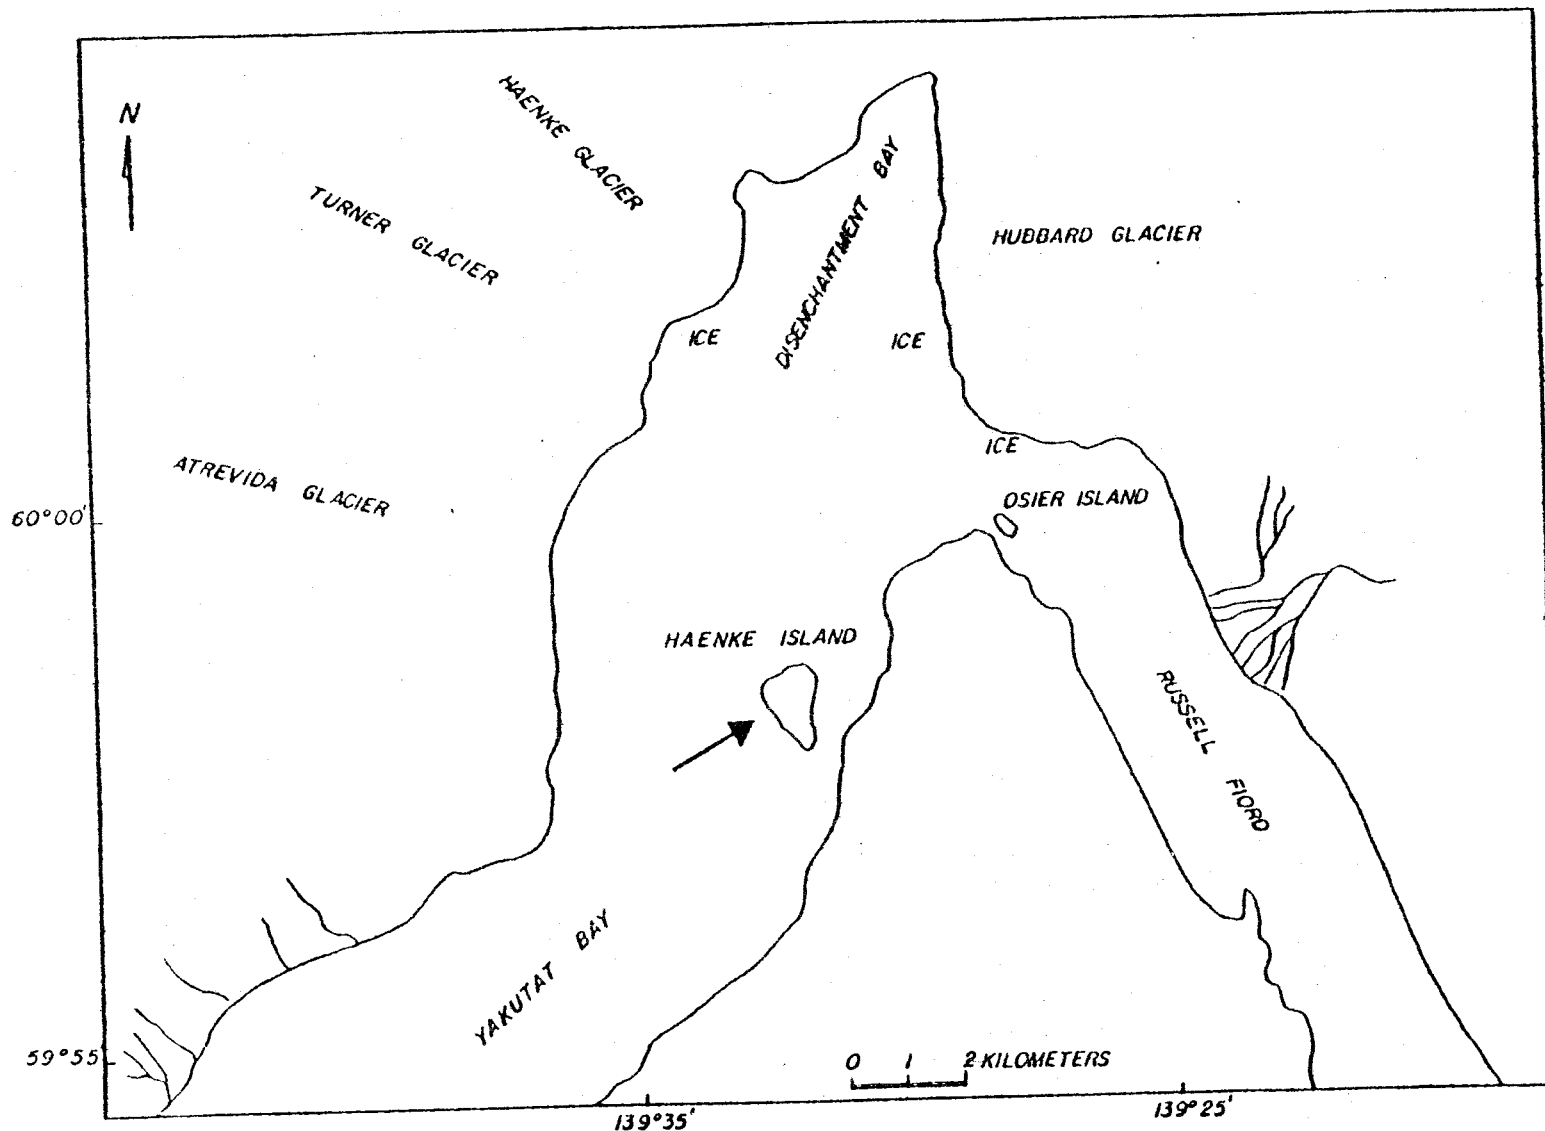 N
HAENKE GLACIER
TURNER GLACIER
DISENCHANTMENT BAY
HUBBARD GLACIER
ICE
ICE
ICE
ATREVIDA GLACIER
OSIER ISLAND
60°00'
HAENKE ISLAND
RUSSELL FIORD
YAKUTAT BAY
59°55'
0 1 2 KILOMETERS
139°35'
139°25'